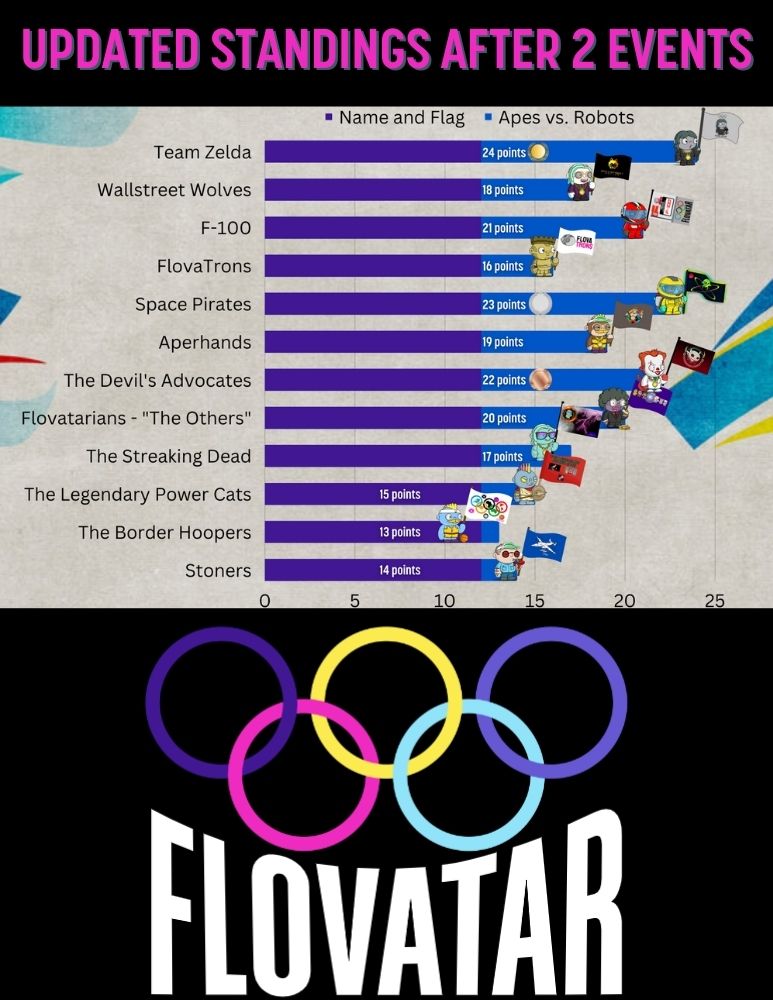 UPDATED STANDINGS AFTER 2 EVENTS
Name and Flag Apes vs. Robots
Team Zelda 24 points
Wallstreet Wolves 18 points
F-100 21 points
FlovaTrons 16 points
FLOVA
TRONS
Space Pirates 23 points
Aperhands 19 points
The Devil's Advocates 22 points
Flovatarians - "The Others" 20 points
The Streaking Dead 17 points
The Legendary Power Cats 15 points
The Border Hoopers 13 points
Stoners 14 points
0 5 10 15 20 25
FLOVATAR